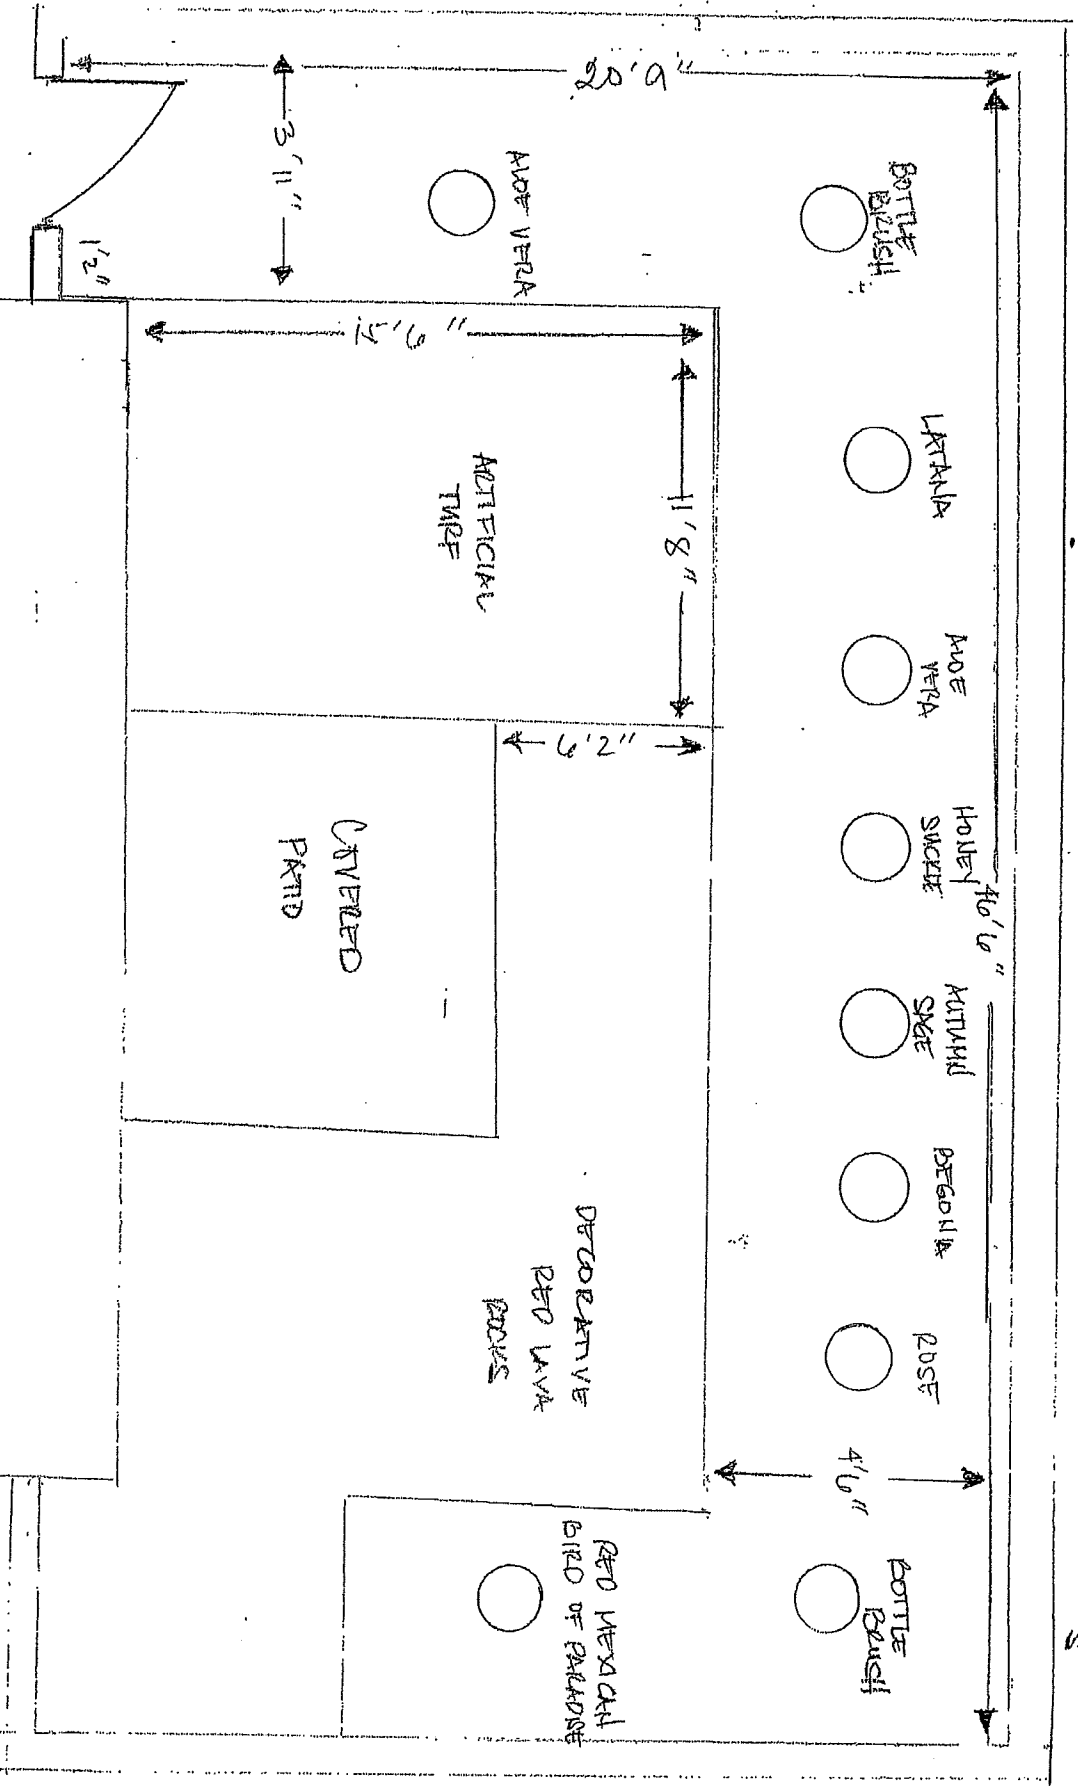 46'6"
BOTTLE
BRUSH
LATANA
ALOE
VERA
HONEY
SUCKLE
AUTUMN
SAGE
BEGONIA
ROSE
BOTTLE
BRUSH
20'9"
4'6"
11'8"
6'2"
ALOE VERA
ARTIFICIAL
TURF
DECORATIVE
RED LAVA
ROCKS
RED MEXICAN
BIRD OF PARADISE
15'6"
COVERED
PATIO
3'11"
1'2"